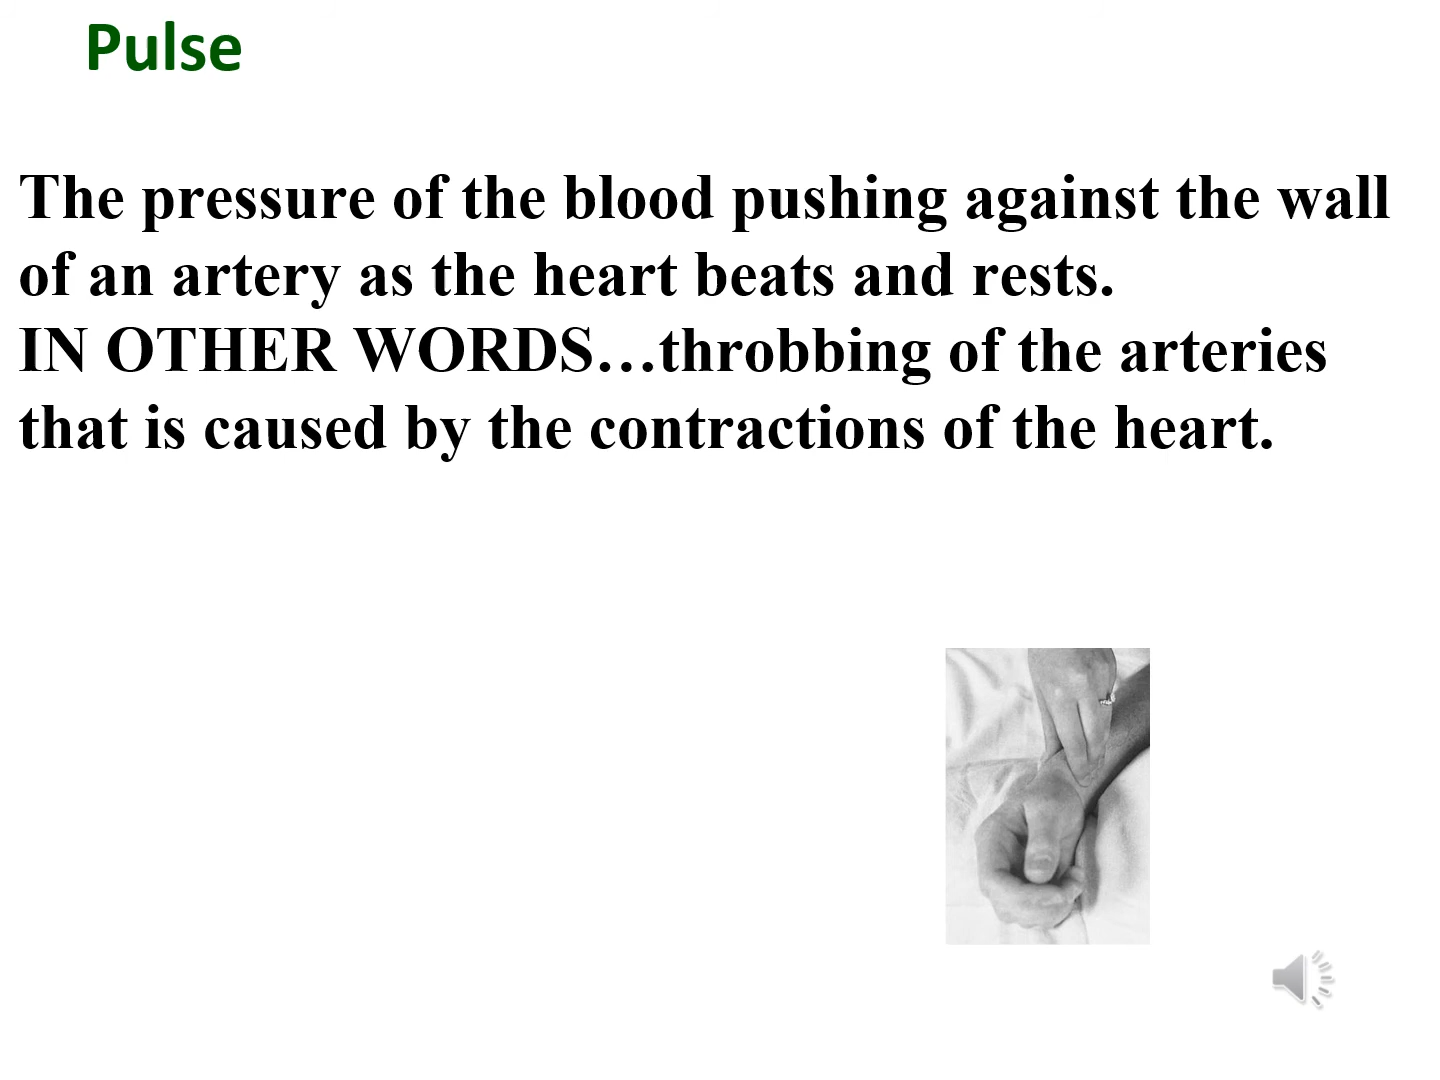 Pulse
The pressure of the blood pushing against the wall
of an artery as the heart beats and rests.
IN OTHER WORDS…throbbing of the arteries
that is caused by the contractions of the heart.